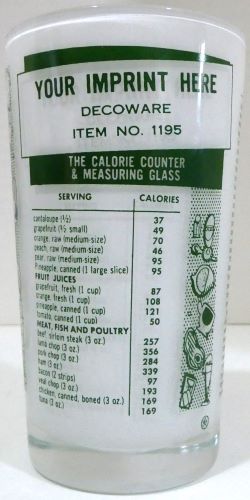 YOUR IMPRINT HERE
DECOWARE
ITEM NO. 1195
THE CALORIE COUNTER
& MEASURING GLASS
SERVING CALORIES
cantaloupe (½) 37
grapefruit (½ small) 49
orange, raw (medium-size) 70
peach, raw (medium-size) 46
pear, raw (medium-size) 95
Pineapple, canned (1 large slice) 95
FRUIT JUICES
grapefruit, fresh (1 cup) 87
orange, fresh (1 cup) 108
pineapple, canned (1 cup) 121
tomato, canned (1 cup) 50
MEAT, FISH AND POULTRY
beef, sirloin steak (3 oz.) 257
lamb chop (3 oz.) 356
pork chop (3 oz.) 284
ham (3 oz.) 339
bacon (2 strips) 97
veal chop (3 oz.) 193
chicken, canned, boned (3 oz.) 169
tuna (3 oz.) 169